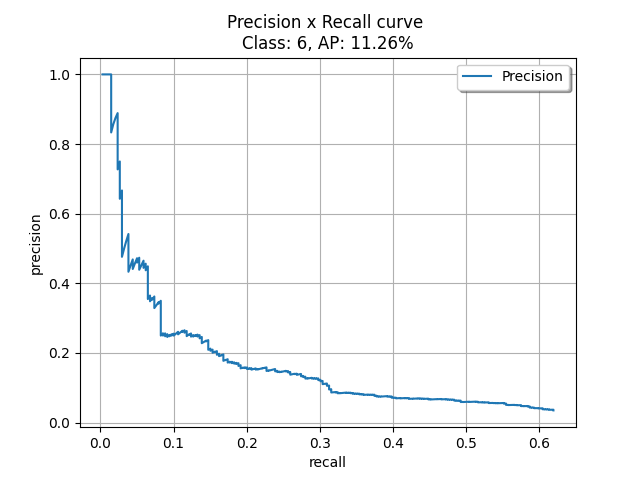 Precision x Recall curve
Class: 6, AP: 11.26%
Precision
1.0
0.8
0.6
0.4
0.2
0.0
precision
0.0 0.1 0.2 0.3 0.4 0.5 0.6
recall